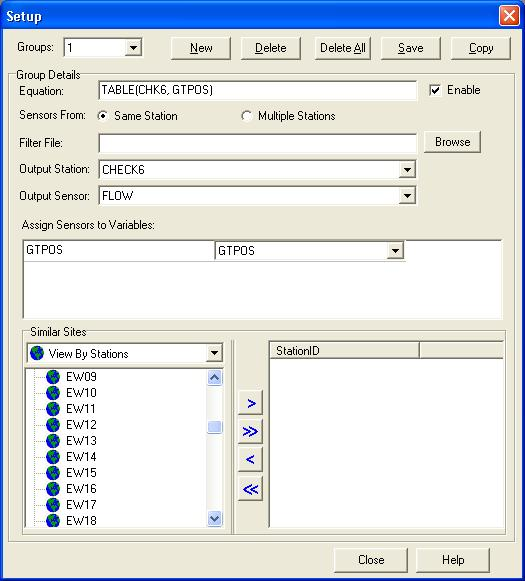 Setup
Groups: 1 New Delete Delete All Save Copy
Group Details
Equation: TABLE(CHK6, GTPOS) Enable
Sensors From: Same Station Multiple Stations
Filter File: Browse
Output Station: CHECK6
Output Sensor: FLOW
Assign Sensors to Variables:
GTPOS GTPOS
Similar Sites
View By Stations StationID
EW09
EW10
EW11
EW12
EW13
EW14
EW15
EW16
EW17
EW18
>
>>
<
<<
Close Help